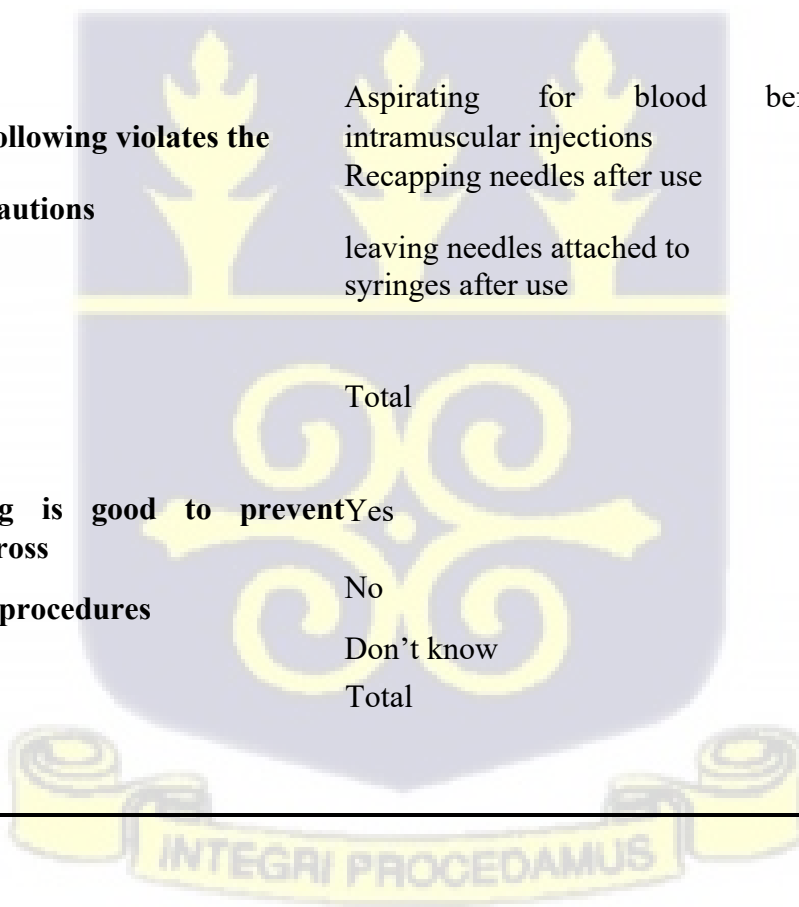 Aspirating for blood
ollowing violates the intramuscular injections
Recapping needles after use
autions
leaving needles attached to
syringes after use
Total
g is good to prevent Yes
ross
No
procedures
Don’t know
Total
INTEGRI PROCEDAMUS